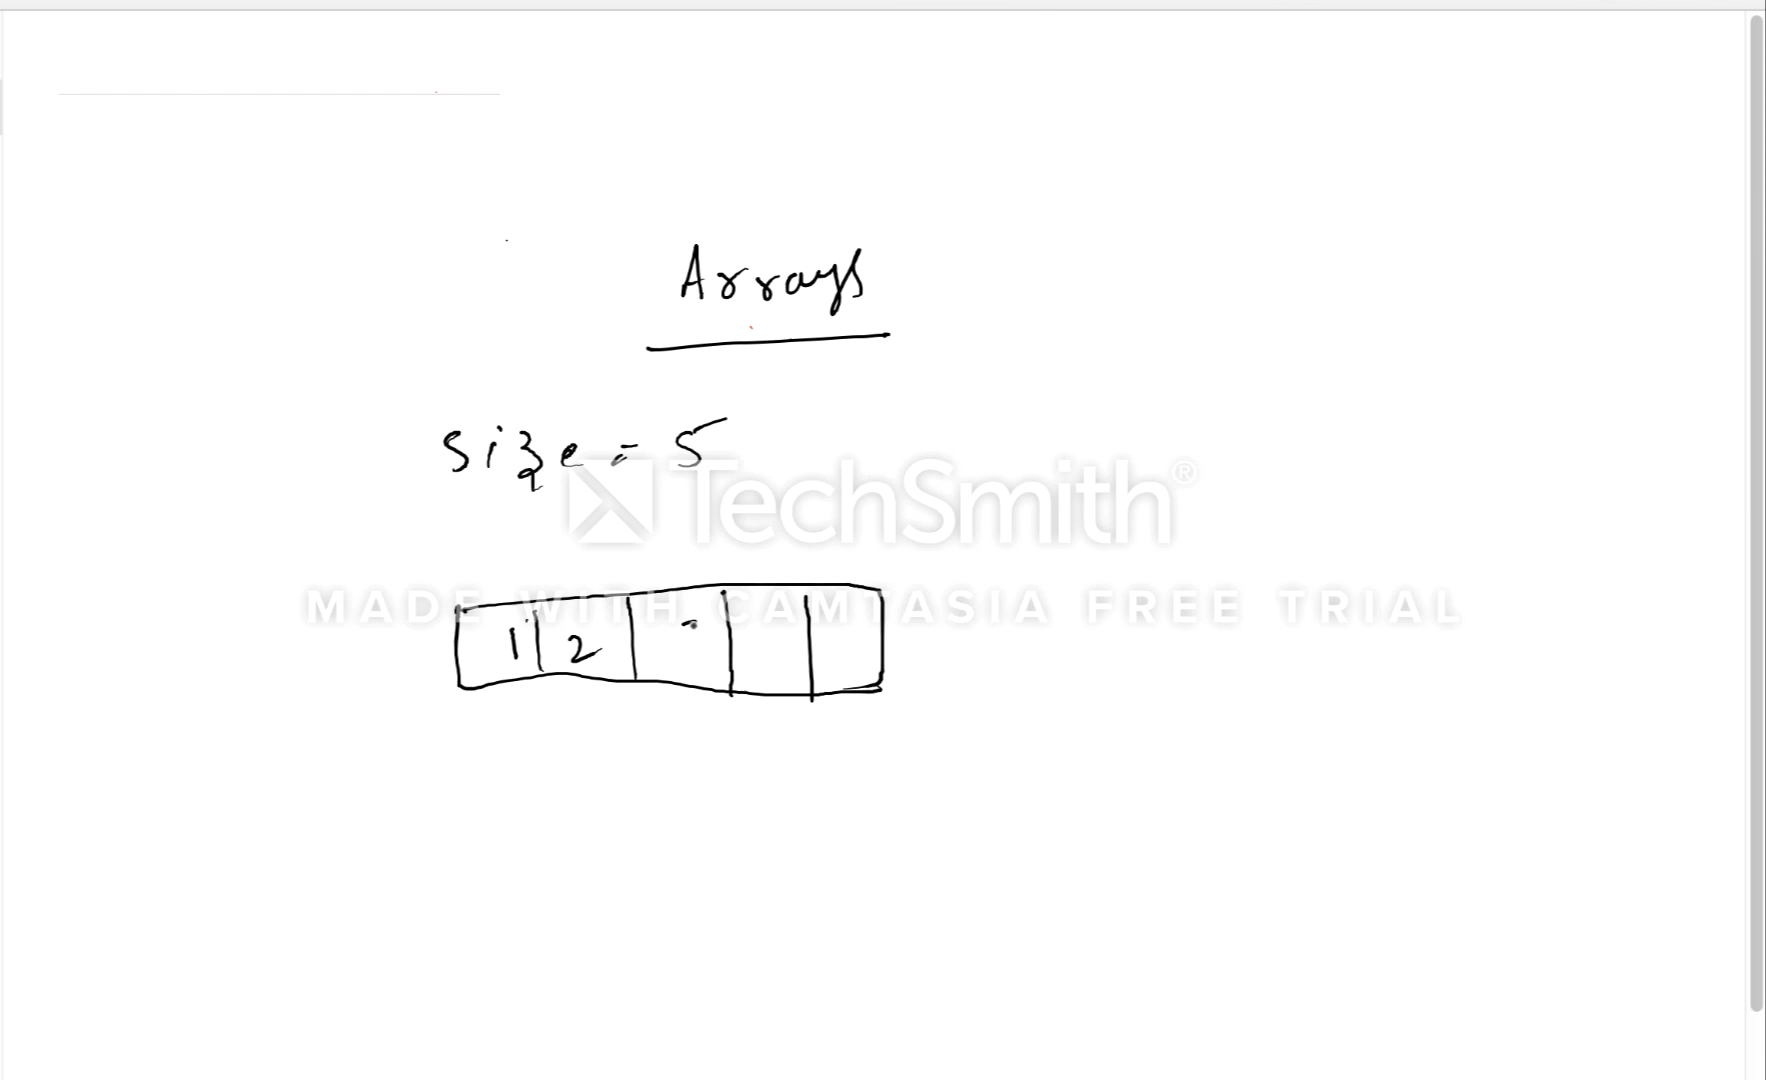 Arrays
size = 5
TechSmith®
MADE WITH CAMTASIA FREE TRIAL
1 2